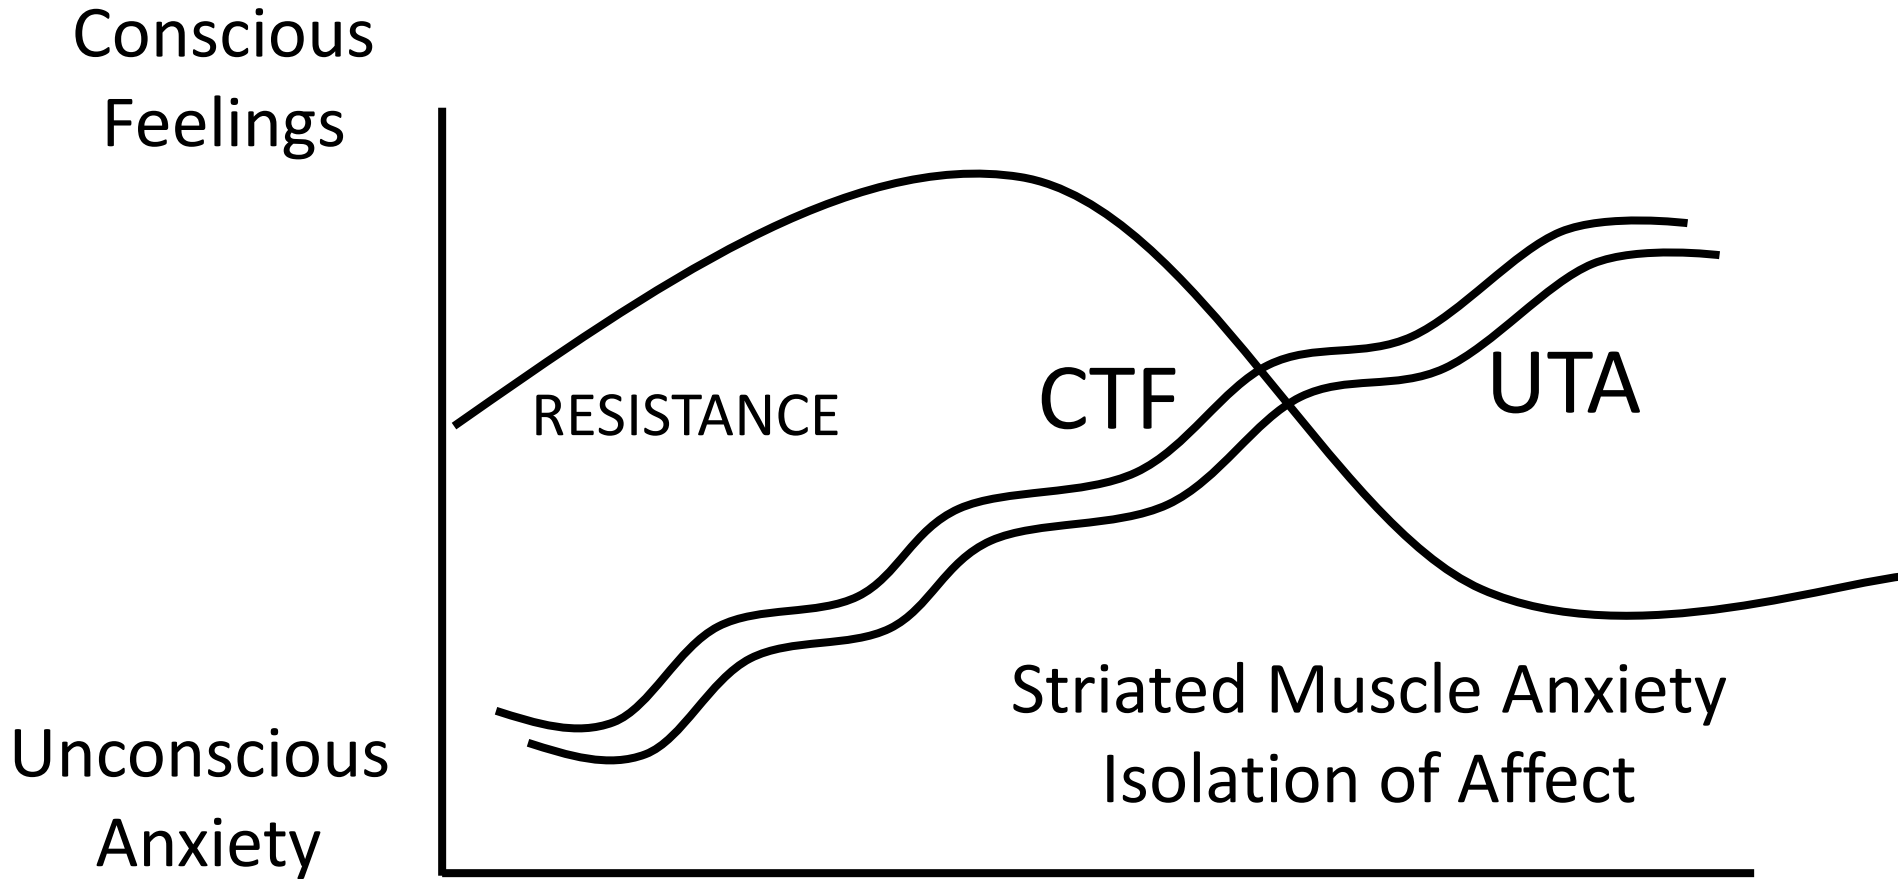 Conscious
Feelings
RESISTANCE
CTF
UTA
Striated Muscle Anxiety
Isolation of Affect
Unconscious
Anxiety